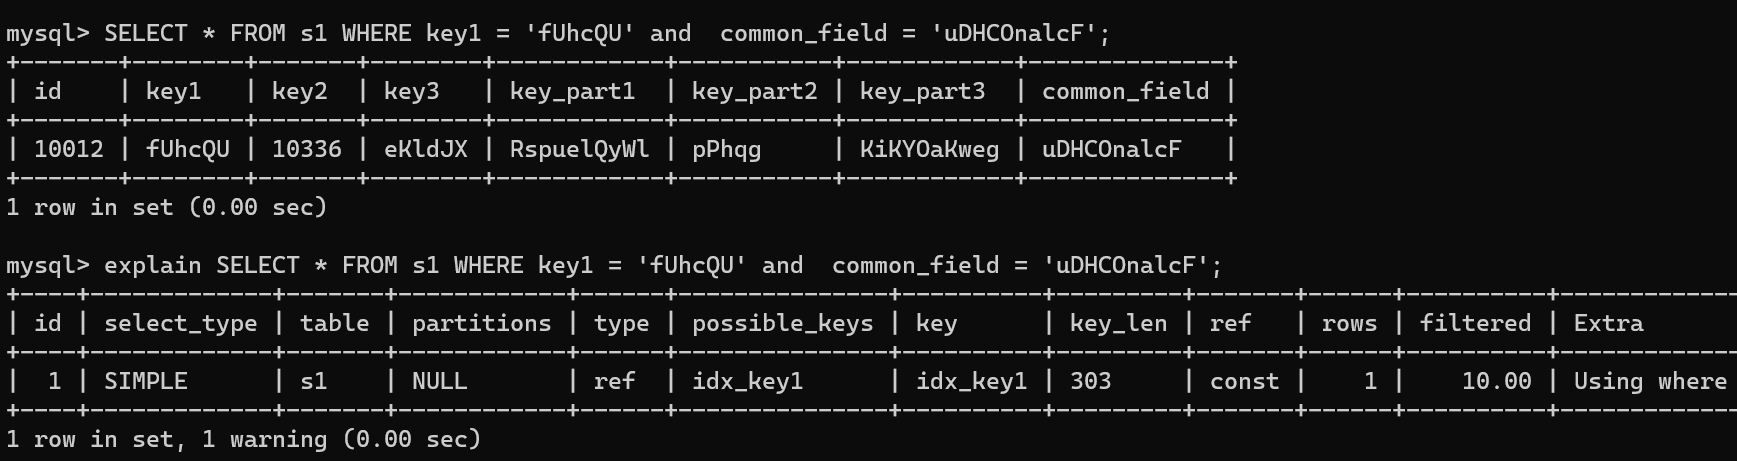 mysql> SELECT * FROM s1 WHERE key1 = 'fUhcQU' and  common_field = 'uDHCOnalcF';
+-------+--------+-------+--------+------------+-----------+------------+--------------+
| id    | key1   | key2  | key3   | key_part1  | key_part2 | key_part3  | common_field |
+-------+--------+-------+--------+------------+-----------+------------+--------------+
| 10012 | fUhcQU | 10336 | eKldJX | RspuelQyWl | pPhqg     | KiKYOaKweg | uDHCOnalcF   |
+-------+--------+-------+--------+------------+-----------+------------+--------------+
1 row in set (0.00 sec)

mysql> explain SELECT * FROM s1 WHERE key1 = 'fUhcQU' and  common_field = 'uDHCOnalcF';
+----+-------------+-------+------------+------+---------------+----------+---------+-------+------+----------+-------------
| id | select_type | table | partitions | type | possible_keys | key      | key_len | ref   | rows | filtered | Extra
+----+-------------+-------+------------+------+---------------+----------+---------+-------+------+----------+-------------
|  1 | SIMPLE      | s1    | NULL       | ref  | idx_key1      | idx_key1 | 303     | const |    1 |    10.00 | Using where
+----+-------------+-------+------------+------+---------------+----------+---------+-------+------+----------+-------------
1 row in set, 1 warning (0.00 sec)